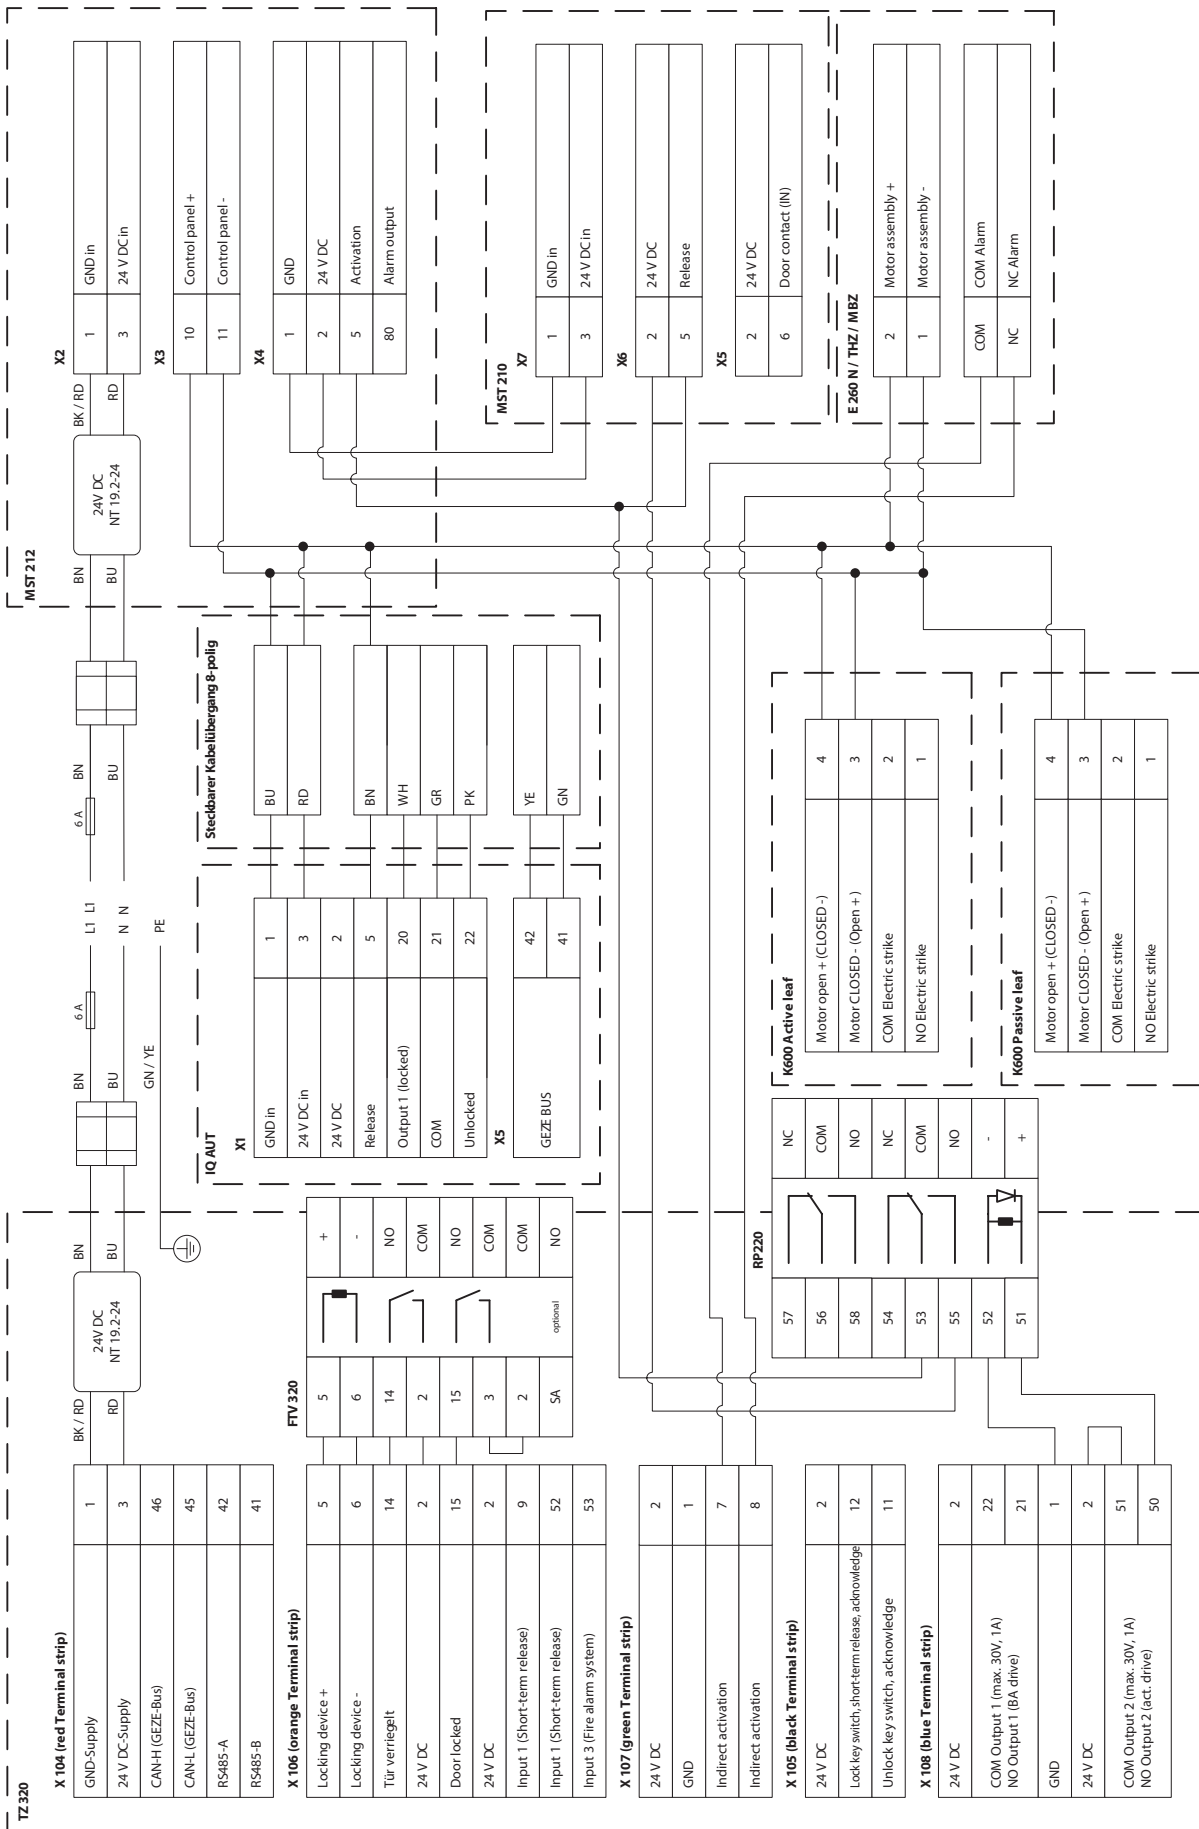 TZ320
X 104 (red Terminal strip)
GND-Supply 1
24 V DC-Supply 3
CAN-H (GEZE-Bus) 46
CAN-L (GEZE-Bus) 45
RS485-A 42
RS485-B 41
BK / RD
RD
24V DC
NT 19.2-24
BN
BU
BN
BU
GN / YE
6 A
L1 L1
N N
PE
6 A
BN
BU
BN
BU
X 106 (orange Terminal strip)
Locking device + 5
Locking device - 6
Tür verriegelt 14
24 V DC 2
Door locked 15
24 V DC 2
Input 1 (Short-term release) 9
Input 1 (Short-term release) 52
Input 3 (Fire alarm system) 53
FTV 320
5 +
6 -
14 NO
2 COM
15 NO
3 COM
2 COM
SA optional NO
X 107 (green Terminal strip)
24 V DC 2
GND 1
Indirect activation 7
Indirect activation 8
X 105 (black Terminal strip)
24 V DC 2
Lock key switch, short-term release, acknowledge 12
Unlock key switch, acknowledge 11
X 108 (blue Terminal strip)
24 V DC 2
COM Output 1 (max. 30V, 1A) 22
NO Output 1 (BA drive) 21
GND 1
24 V DC 2
COM Output 2 (max. 30V, 1A) 51
NO Output 2 (act. drive) 50
RP220
57 NC
56 COM
58 NO
54 NC
53 COM
55 NO
52 -
51 +
IQ AUT
X1
GND in 1
24 V DC in 3
24 V DC 2
Release 5
Output 1 (locked) 20
COM 21
Unlocked 22
X5
GEZE BUS 42
41
Steckbarer Kabelübergang 8-polig
BU
RD
BN
WH
GR
PK
YE
GN
K600 Active leaf
Motor open + (CLOSED -) 4
Motor CLOSED - (Open +) 3
COM Electric strike 2
NO Electric strike 1
K600 Passive leaf
Motor open + (CLOSED -) 4
Motor CLOSED - (Open +) 3
COM Electric strike 2
NO Electric strike 1
MST 212
24V DC
NT 19.2-24
BK / RD
RD
X2
1 GND in
3 24 V DC in
X3
10 Control panel +
11 Control panel -
X4
1 GND
2 24 V DC
5 Activation
80 Alarm output
MST 210
X7
1 GND in
3 24 V DC in
X6
2 24 V DC
5 Release
X5
2 24 V DC
6 Door contact (IN)
E 260 N / THZ / MBZ
2 Motor assembly +
1 Motor assembly -
COM COM Alarm
NC NC Alarm